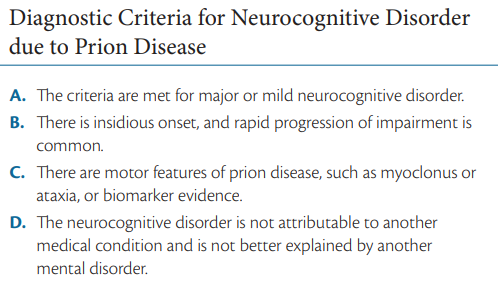 Diagnostic Criteria for Neurocognitive Disorder
due to Prion Disease
A. The criteria are met for major or mild neurocognitive disorder.
B. There is insidious onset, and rapid progression of impairment is
common.
C. There are motor features of prion disease, such as myoclonus or
ataxia, or biomarker evidence.
D. The neurocognitive disorder is not attributable to another
medical condition and is not better explained by another
mental disorder.